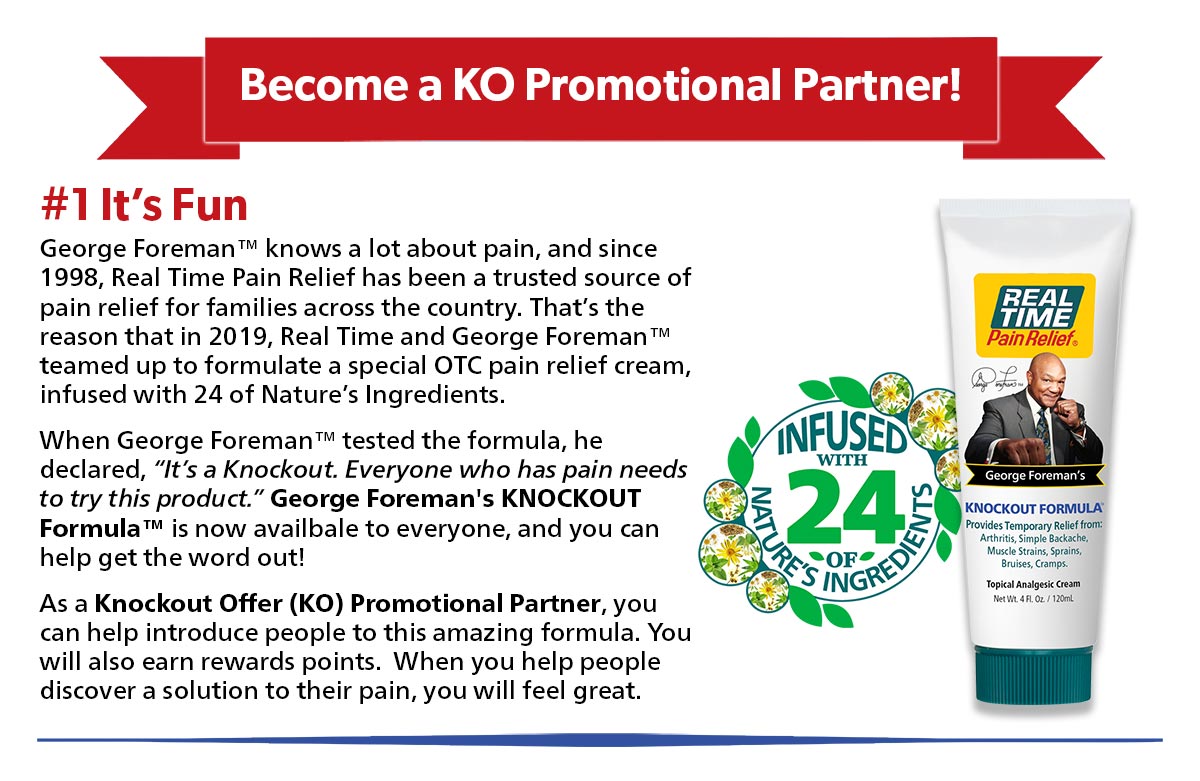 Become a KO Promotional Partner!
#1 It’s Fun
George Foreman™ knows a lot about pain, and since
1998, Real Time Pain Relief has been a trusted source of
pain relief for families across the country. That’s the
reason that in 2019, Real Time and George Foreman™
teamed up to formulate a special OTC pain relief cream,
infused with 24 of Nature’s Ingredients.
When George Foreman™ tested the formula, he
declared, “It’s a Knockout. Everyone who has pain needs
to try this product.” George Foreman's KNOCKOUT
Formula™ is now availbale to everyone, and you can
help get the word out!
As a Knockout Offer (KO) Promotional Partner, you
can help introduce people to this amazing formula. You
will also earn rewards points.  When you help people
discover a solution to their pain, you will feel great.
INFUSED
WITH
24
OF
NATURE'S INGREDIENTS
REAL
TIME
Pain Relief®
George Foreman's
KNOCKOUT FORMULA™
Provides Temporary Relief from:
Arthritis, Simple Backache,
Muscle Strains, Sprains,
Bruises, Cramps.
Topical Analgesic Cream
Net Wt. 4 Fl. Oz. / 120mL